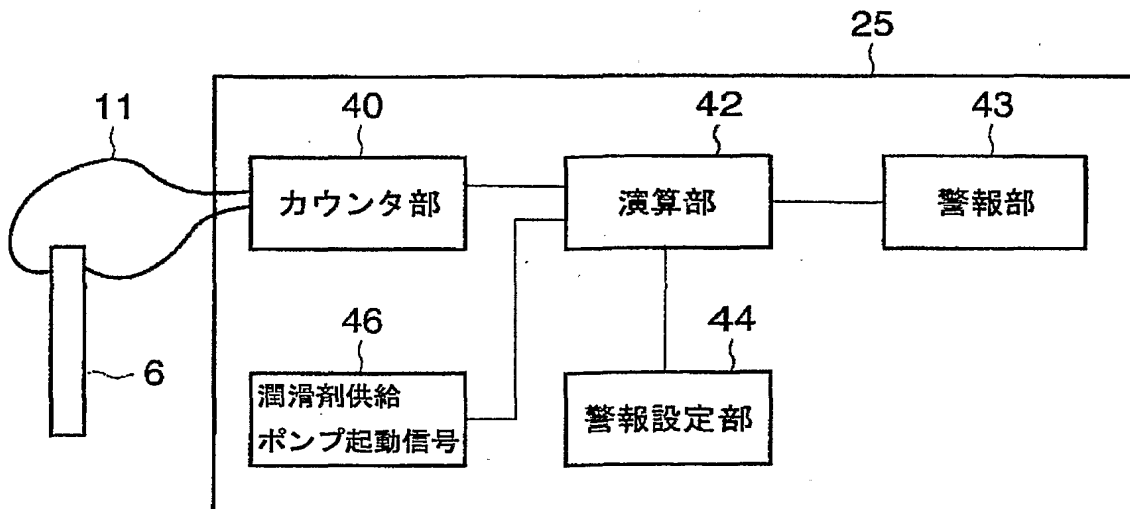 25
11
40
42
43
カウンタ部
演算部
警報部
46
44
6
潤滑剤供給
ポンプ起動信号
警報設定部